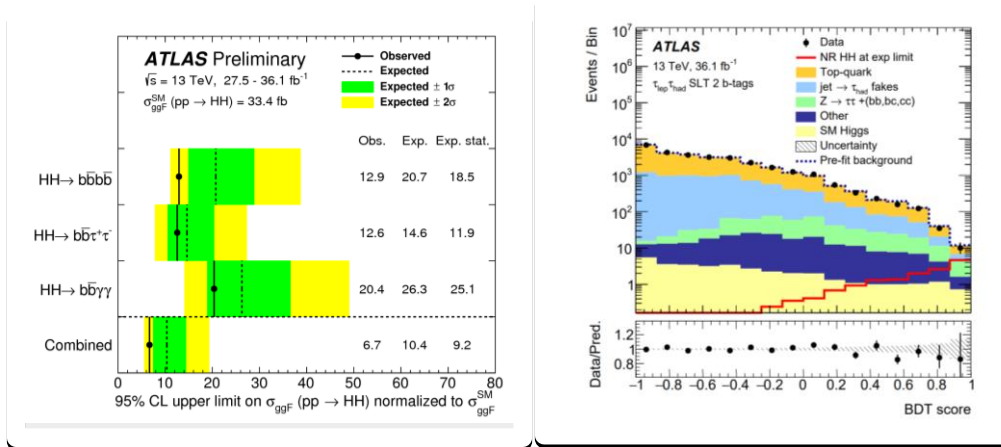 ATLAS Preliminary
√s = 13 TeV, 27.5 - 36.1 fb⁻¹
σ^SM_ggF (pp → HH) = 33.4 fb
Observed
Expected
Expected ± 1σ
Expected ± 2σ
Obs. Exp. Exp. stat.
HH→ bb̄bb̄ 12.9 20.7 18.5
HH→ bb̄τ⁺τ⁻ 12.6 14.6 11.9
HH→ bb̄γγ 20.4 26.3 25.1
Combined 6.7 10.4 9.2
0 10 20 30 40 50 60 70 80
95% CL upper limit on σ_ggF (pp → HH) normalized to σ^SM_ggF
Events / Bin
10⁷
10⁶
10⁵
10⁴
10³
10²
10
1
ATLAS
13 TeV, 36.1 fb⁻¹
τ_lep τ_had SLT 2 b-tags
Data
NR HH at exp limit
Top-quark
jet → τ_had fakes
Z → ττ +(bb,bc,cc)
Other
SM Higgs
Uncertainty
Pre-fit background
Data/Pred.
1.2
1
0.8
−1 −0.8 −0.6 −0.4 −0.2 0 0.2 0.4 0.6 0.8 1
BDT score